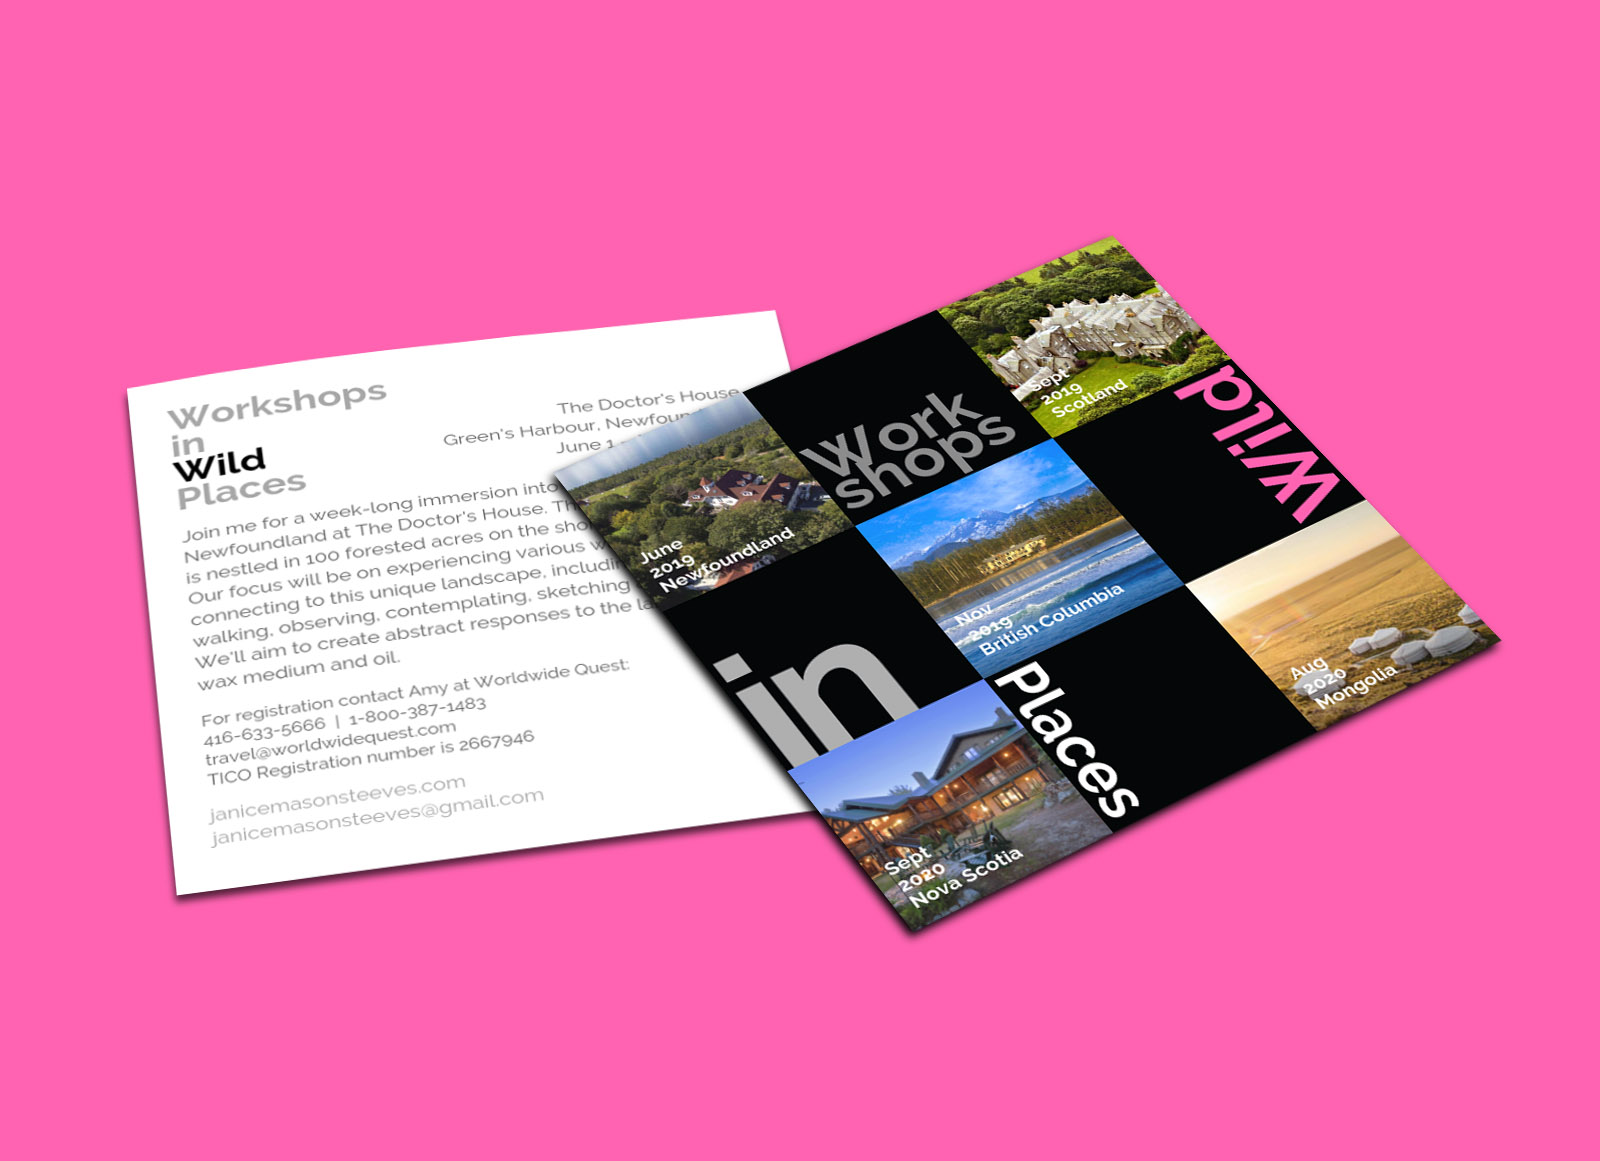 Workshops
in
Wild
Places
The Doctor's House
Green's Harbour,
June 1
Join me for a week-long immersion into
Newfoundland at The Doctor's House.
is nestled in 100 forested acres on the
Our focus will be on experiencing various
connecting to this unique landscape,
walking, observing, contemplating, sketching
We'll aim to create abstract responses to the
wax medium and oil.
For registration contact Amy at Worldwide Quest:
416-633-5666 | 1-800-387-1483
travel@worldwidequest.com
TICO Registration number is 2667946
janicemasonsteeves.com
janicemasonsteeves@gmail.com
June
2019
Newfoundland
Work
shops
Sept
2019
Scotland
in
Nov
2019
British Columbia
Wild
Sept
2020
Nova Scotia
Places
Aug
2020
Mongolia